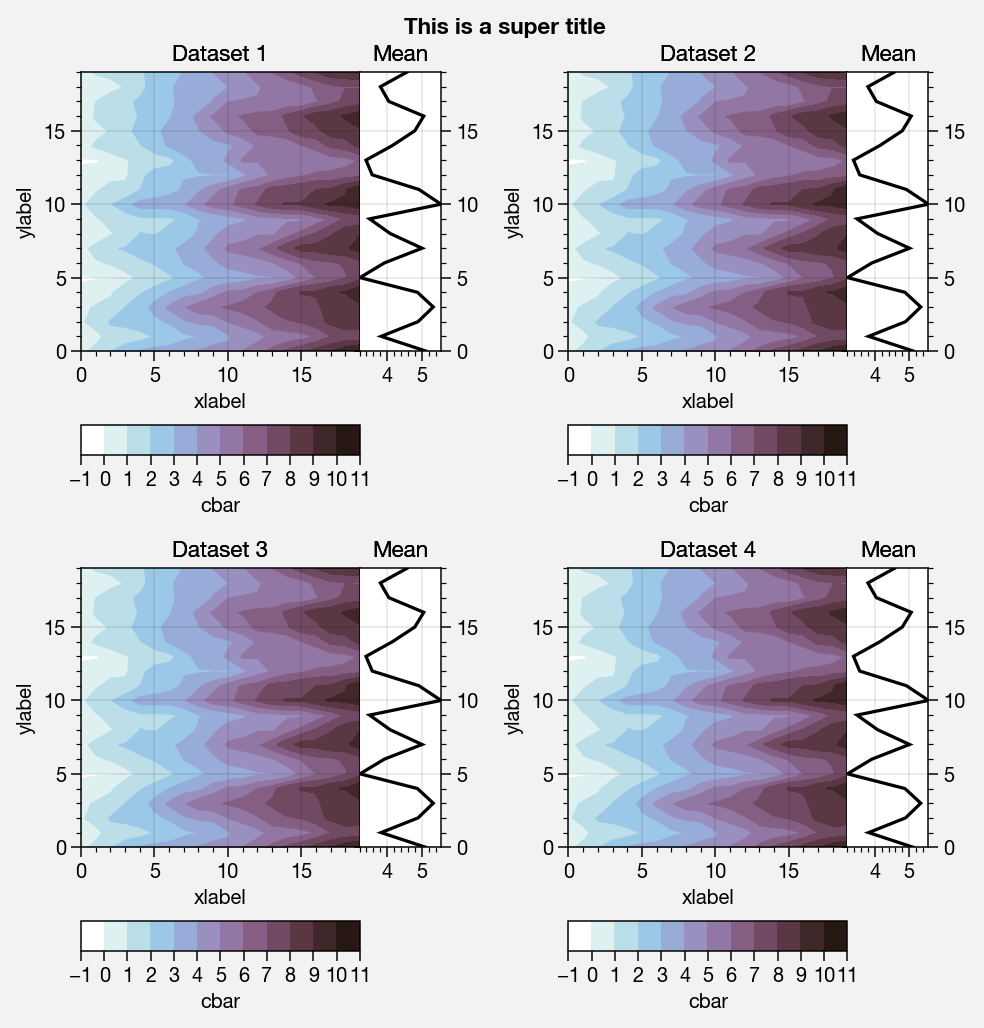 This is a super title
Dataset 1 Mean Dataset 2 Mean
15 15 15 15
10 10 10 10
ylabel ylabel
5 5 5 5
0 0 0 0
0 5 10 15 4 5 0 5 10 15 4 5
xlabel xlabel
−1 0 1 2 3 4 5 6 7 8 9 10 11 −1 0 1 2 3 4 5 6 7 8 9 10 11
cbar cbar
Dataset 3 Mean Dataset 4 Mean
15 15 15 15
10 10 10 10
ylabel ylabel
5 5 5 5
0 0 0 0
0 5 10 15 4 5 0 5 10 15 4 5
xlabel xlabel
−1 0 1 2 3 4 5 6 7 8 9 10 11 −1 0 1 2 3 4 5 6 7 8 9 10 11
cbar cbar